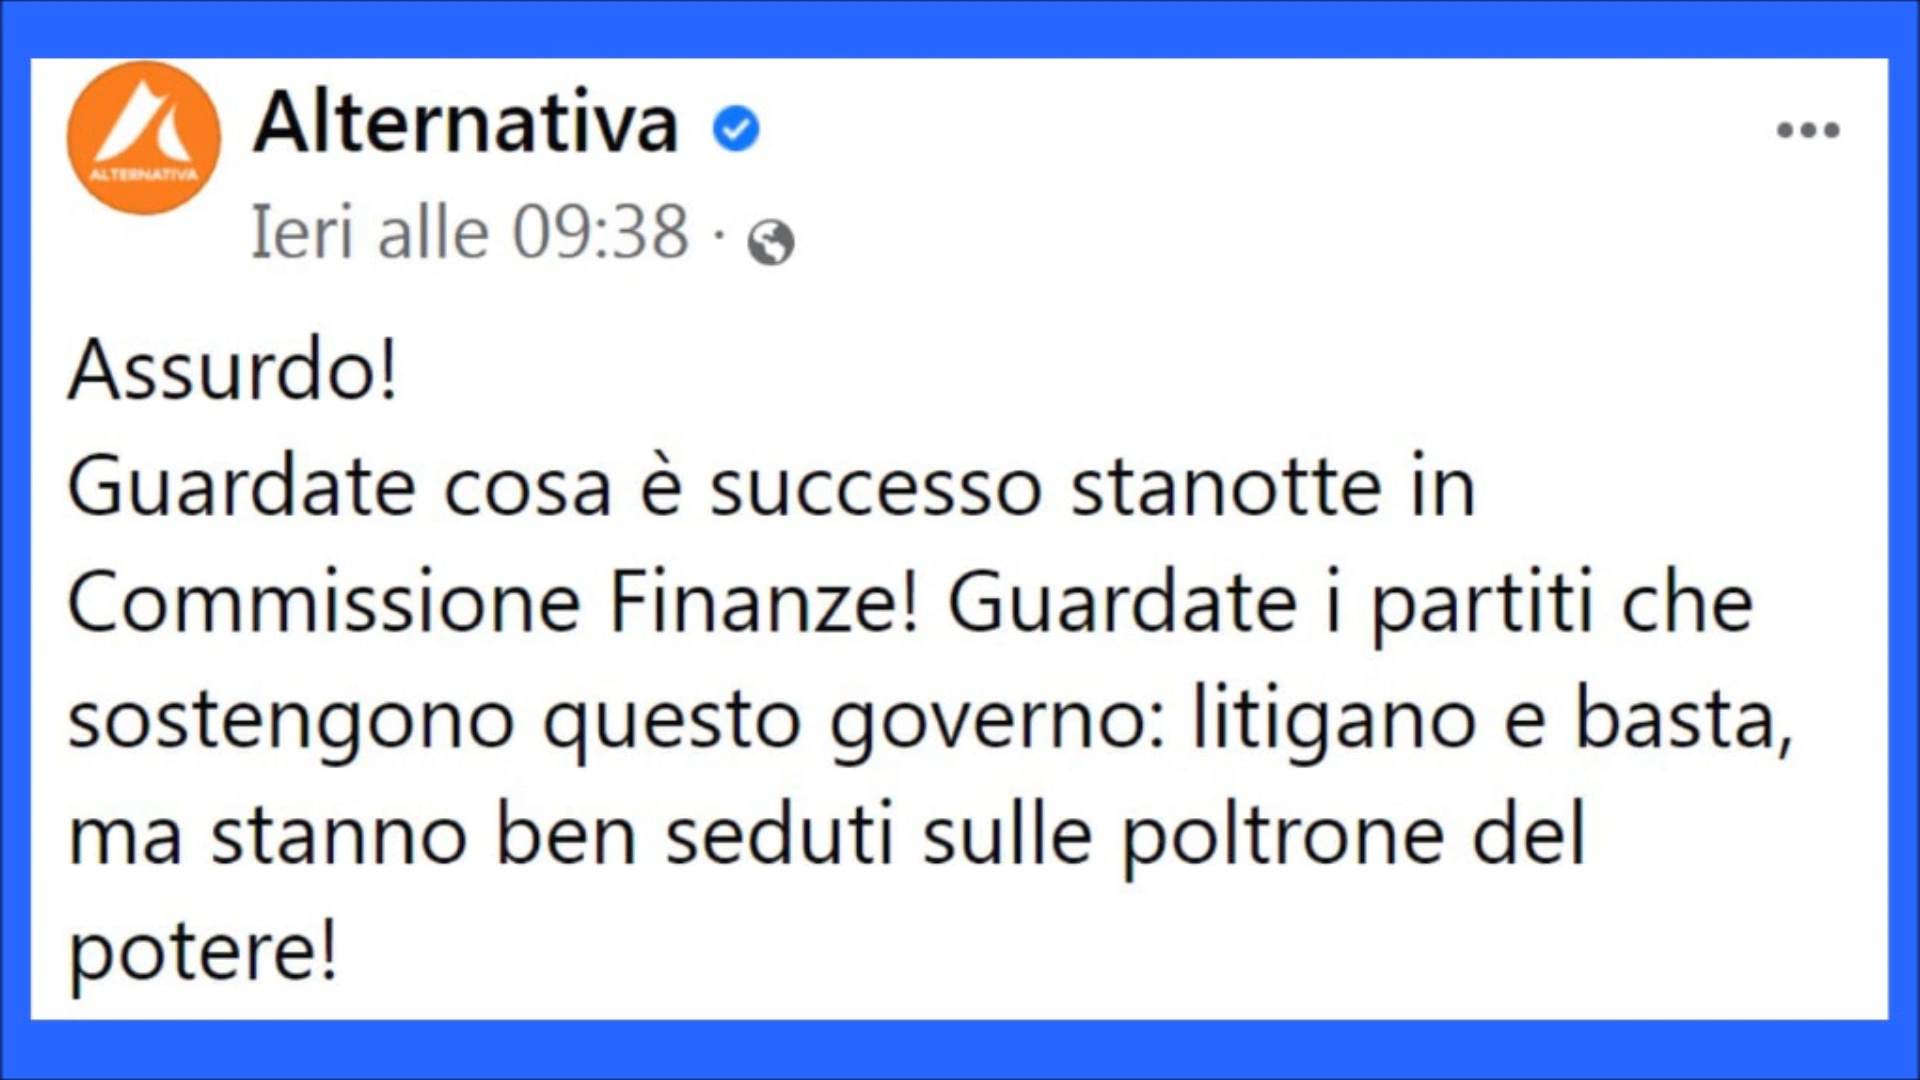 Alternativa
ALTERNATIVA
Ieri alle 09:38 ·
Assurdo!
Guardate cosa è successo stanotte in
Commissione Finanze! Guardate i partiti che
sostengono questo governo: litigano e basta,
ma stanno ben seduti sulle poltrone del
potere!